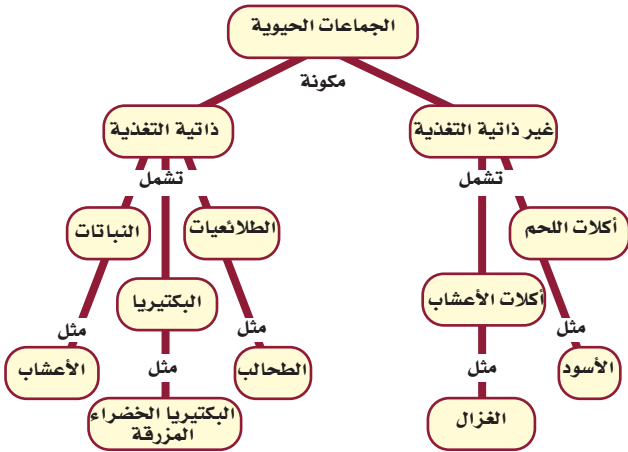 الجماعات الحيوية
مكونة
غير ذاتية التغذية
ذاتية التغذية
تشمل
تشمل
أكلات اللحم
الطلائعيات
النباتات
أكلات الأعشاب
البكتيريا
مثل
مثل
مثل
الأسود
مثل
مثل
الطحالب
الأعشاب
الغزال
البكتيريا الخضراء
المزرقة